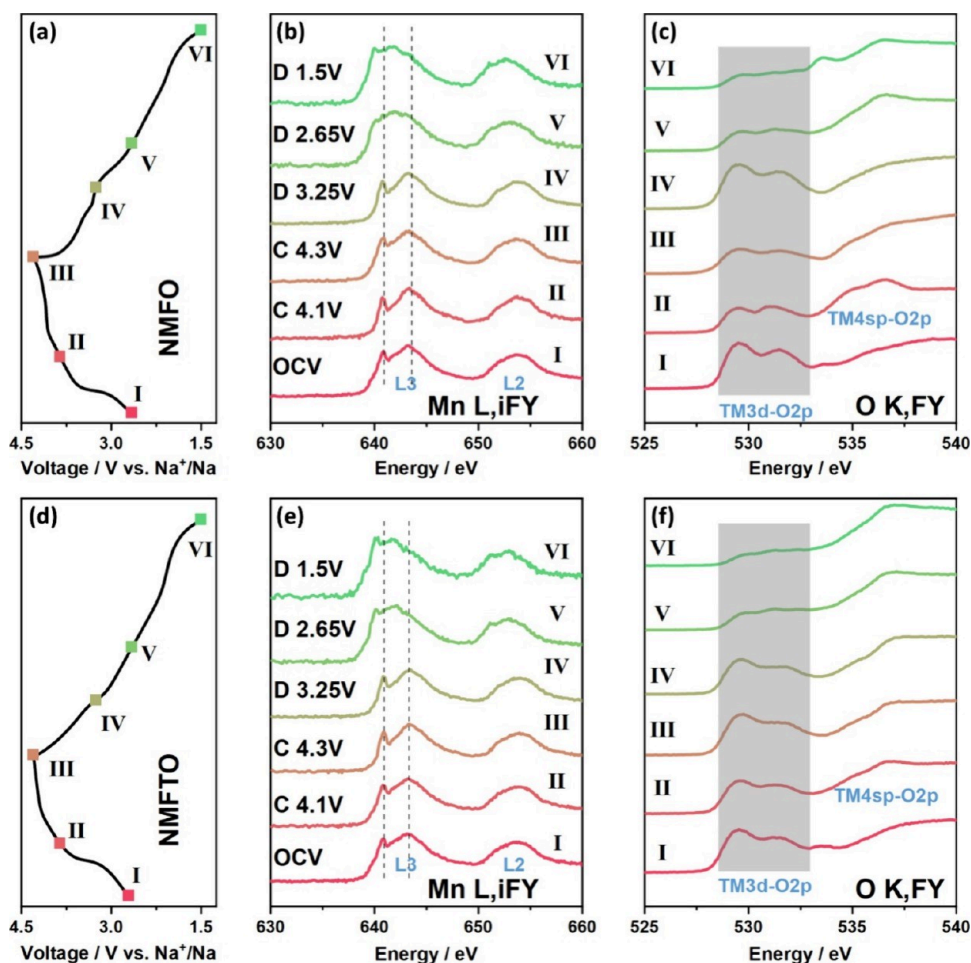 (a)
VI
V
IV
III
II
I
NMFO
4.5 3.0 1.5
Voltage / V vs. Na⁺/Na
(b)
D 1.5V VI
D 2.65V V
D 3.25V IV
C 4.3V III
C 4.1V II
OCV I
L3 L2
Mn L,iFY
630 640 650 660
Energy / eV
(c)
VI
V
IV
III
II
TM4sp-O2p
I
TM3d-O2p
O K,FY
525 530 535 540
Energy / eV
(d)
VI
V
IV
III
II
I
NMFTO
4.5 3.0 1.5
Voltage / V vs. Na⁺/Na
(e)
D 1.5V VI
D 2.65V V
D 3.25V IV
C 4.3V III
C 4.1V II
OCV I
L3 L2
Mn L,iFY
630 640 650 660
Energy / eV
(f)
VI
V
IV
III
II
TM4sp-O2p
I
TM3d-O2p
O K,FY
525 530 535 540
Energy / eV